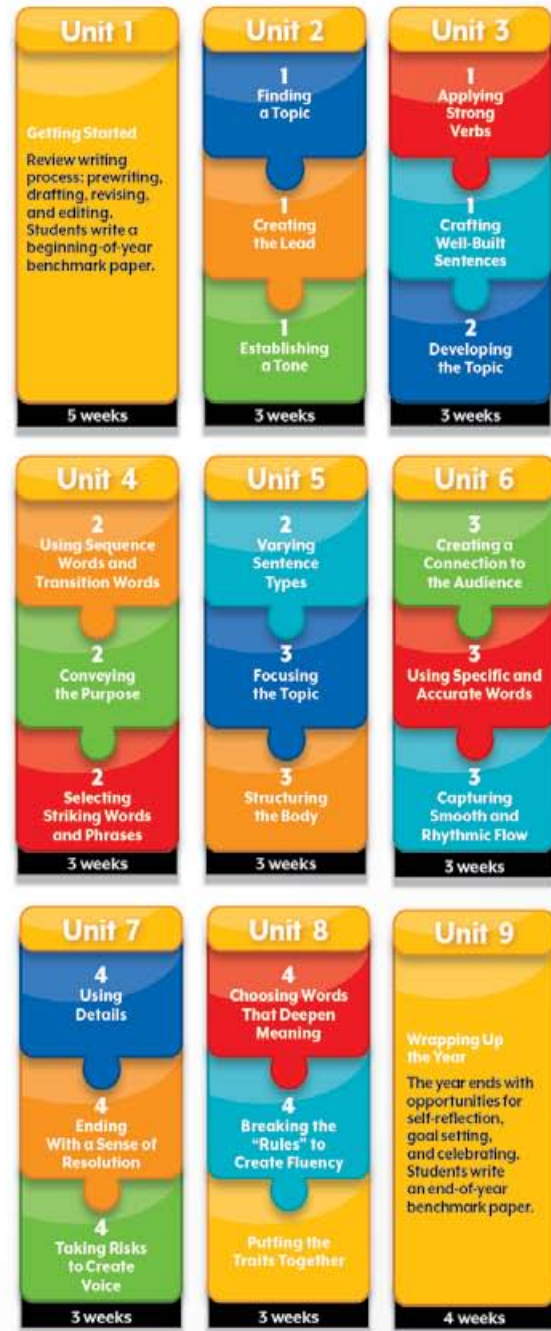 Unit 1
Getting Started
Review writing
process: prewriting,
drafting, revising,
and editing.
Students write a
beginning-of-year
benchmark paper.
5 weeks
Unit 2
1
Finding
a Topic
1
Creating
the Lead
1
Establishing
a Tone
3 weeks
Unit 3
1
Applying
Strong
Verbs
1
Crafting
Well-Built
Sentences
2
Developing
the Topic
3 weeks
Unit 4
2
Using Sequence
Words and
Transition Words
2
Conveying
the Purpose
2
Selecting
Striking Words
and Phrases
3 weeks
Unit 5
2
Varying
Sentence
Types
3
Focusing
the Topic
3
Structuring
the Body
3 weeks
Unit 6
3
Creating a
Connection to
the Audience
3
Using Specific and
Accurate Words
3
Capturing
Smooth and
Rhythmic Flow
3 weeks
Unit 7
4
Using
Details
4
Ending
With a Sense of
Resolution
4
Taking Risks
to Create
Voice
3 weeks
Unit 8
4
Choosing Words
That Deepen
Meaning
4
Breaking the
"Rules" to
Create Fluency
Putting the
Traits Together
3 weeks
Unit 9
Wrapping Up
the Year
The year ends with
opportunities for
self-reflection,
goal setting,
and celebrating.
Students write
an end-of-year
benchmark paper.
4 weeks